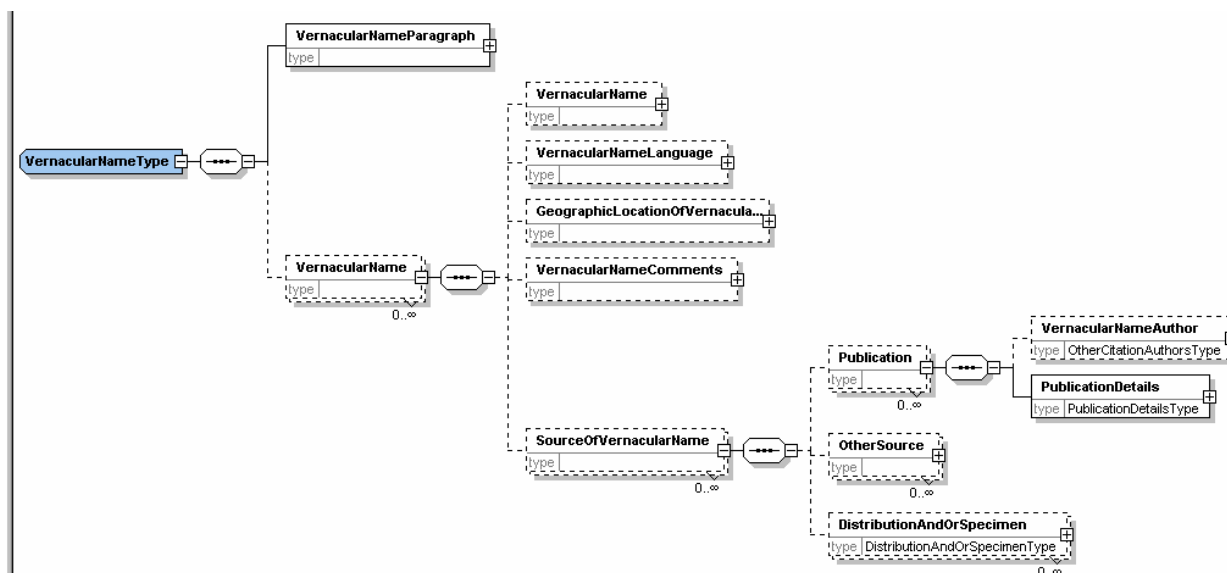 VernacularNameParagraph
type
VernacularName
type
VernacularNameLanguage
type
VernacularNameType
GeographicLocationOfVernacula...
type
VernacularName
type
0..∞
VernacularNameComments
type
VernacularNameAuthor
type OtherCitationAuthorsType
Publication
type
0..∞
PublicationDetails
type PublicationDetailsType
SourceOfVernacularName
type
0..∞
OtherSource
type
0..∞
DistributionAndOrSpecimen
type DistributionAndOrSpecimenType
0..∞